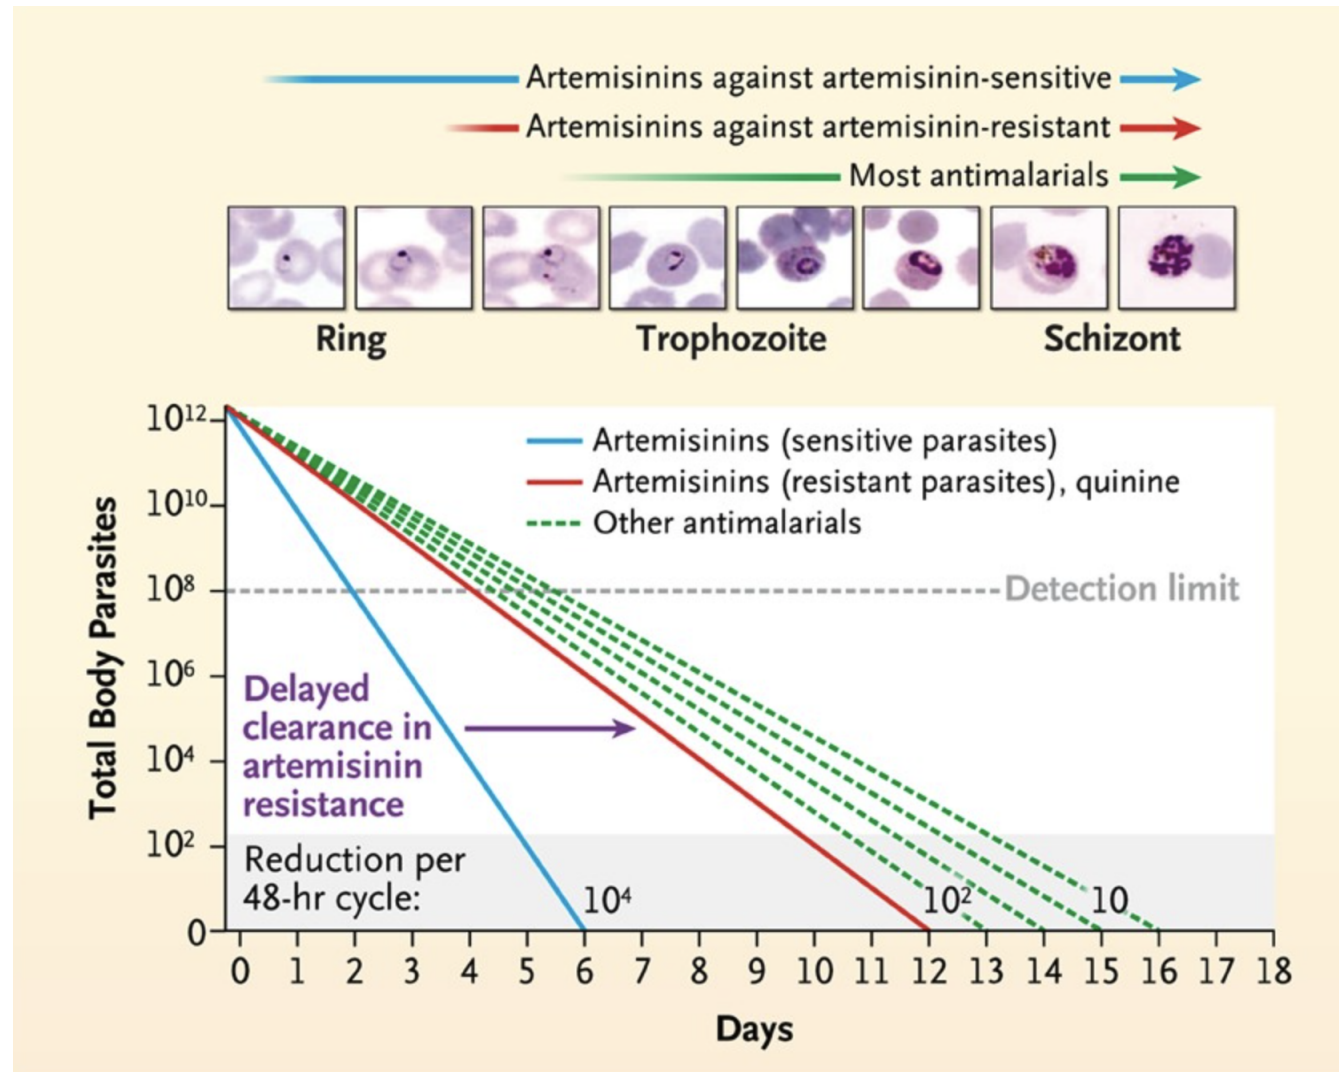 Artemisinins against artemisinin-sensitive
Artemisinins against artemisinin-resistant
Most antimalarials
Ring Trophozoite Schizont
Total Body Parasites
10¹²
10¹⁰
10⁸
10⁶
10⁴
10²
0
Artemisinins (sensitive parasites)
Artemisinins (resistant parasites), quinine
Other antimalarials
Detection limit
Delayed
clearance in
artemisinin
resistance
Reduction per
48-hr cycle: 10⁴ 10² 10
0 1 2 3 4 5 6 7 8 9 10 11 12 13 14 15 16 17 18
Days